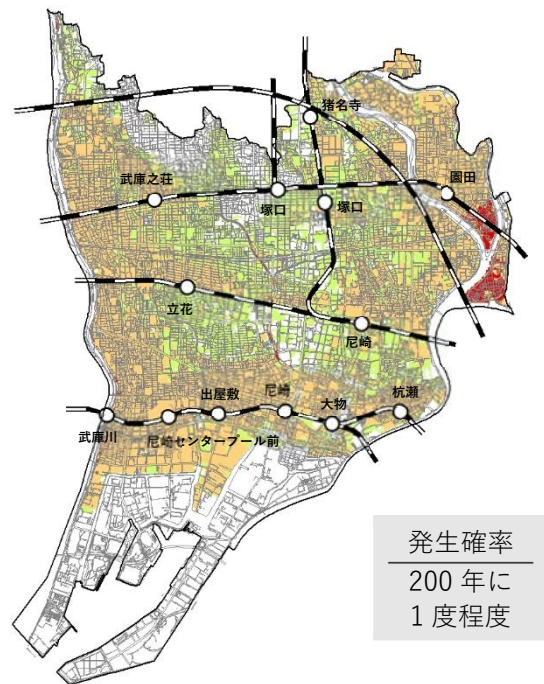 猪名寺
武庫之荘
塚口
塚口
園田
立花
尼崎
出屋敷
尼崎
大物
杭瀬
武庫川
尼崎センタープール前
発生確率
200 年に
1 度程度